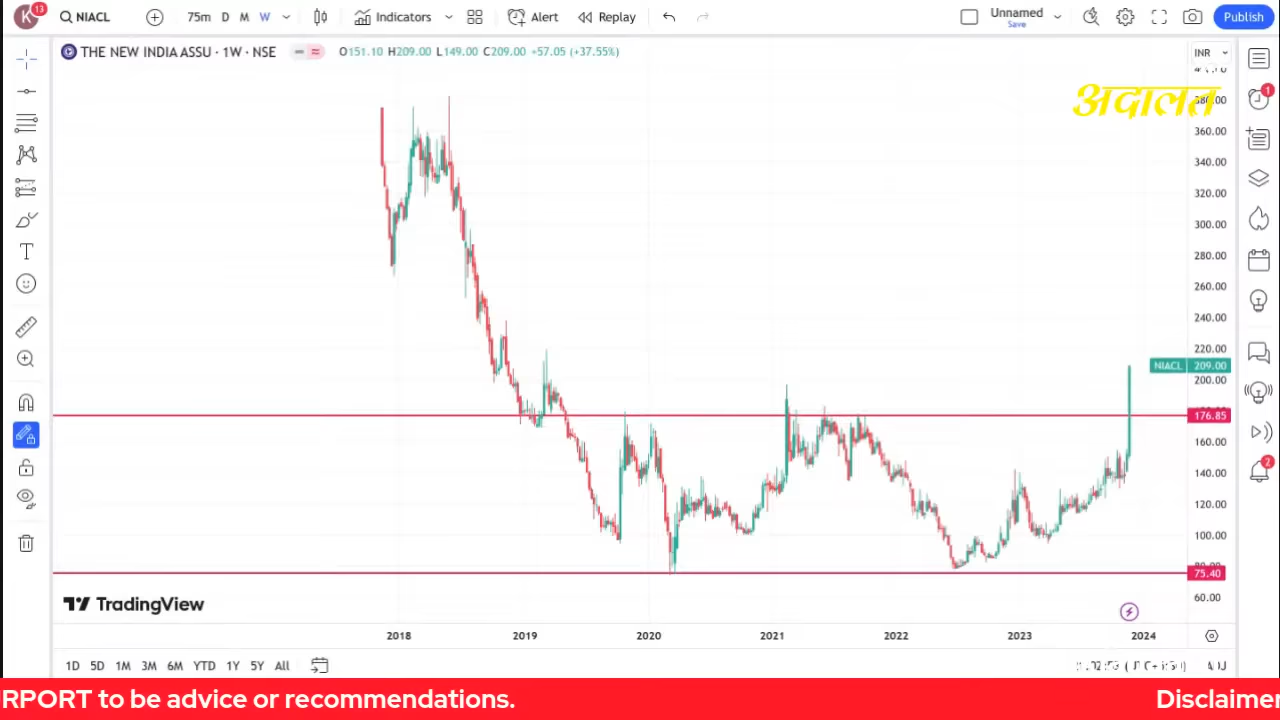 K 13 NIACL 75m D M W Indicators Alert Replay Unnamed Save Publish
THE NEW INDIA ASSU · 1W · NSE O151.10 H209.00 L149.00 C209.00 +57.05 (+37.55%) INR
अदालत
360.00
340.00
320.00
300.00
280.00
260.00
240.00
220.00
NIACL 209.00
200.00
176.85
160.00
140.00
120.00
100.00
75.40
60.00
TradingView
2018 2019 2020 2021 2022 2023 2024
1D 5D 1M 3M 6M YTD 1Y 5Y All
RPORT to be advice or recommendations. Disclaimer
1
2